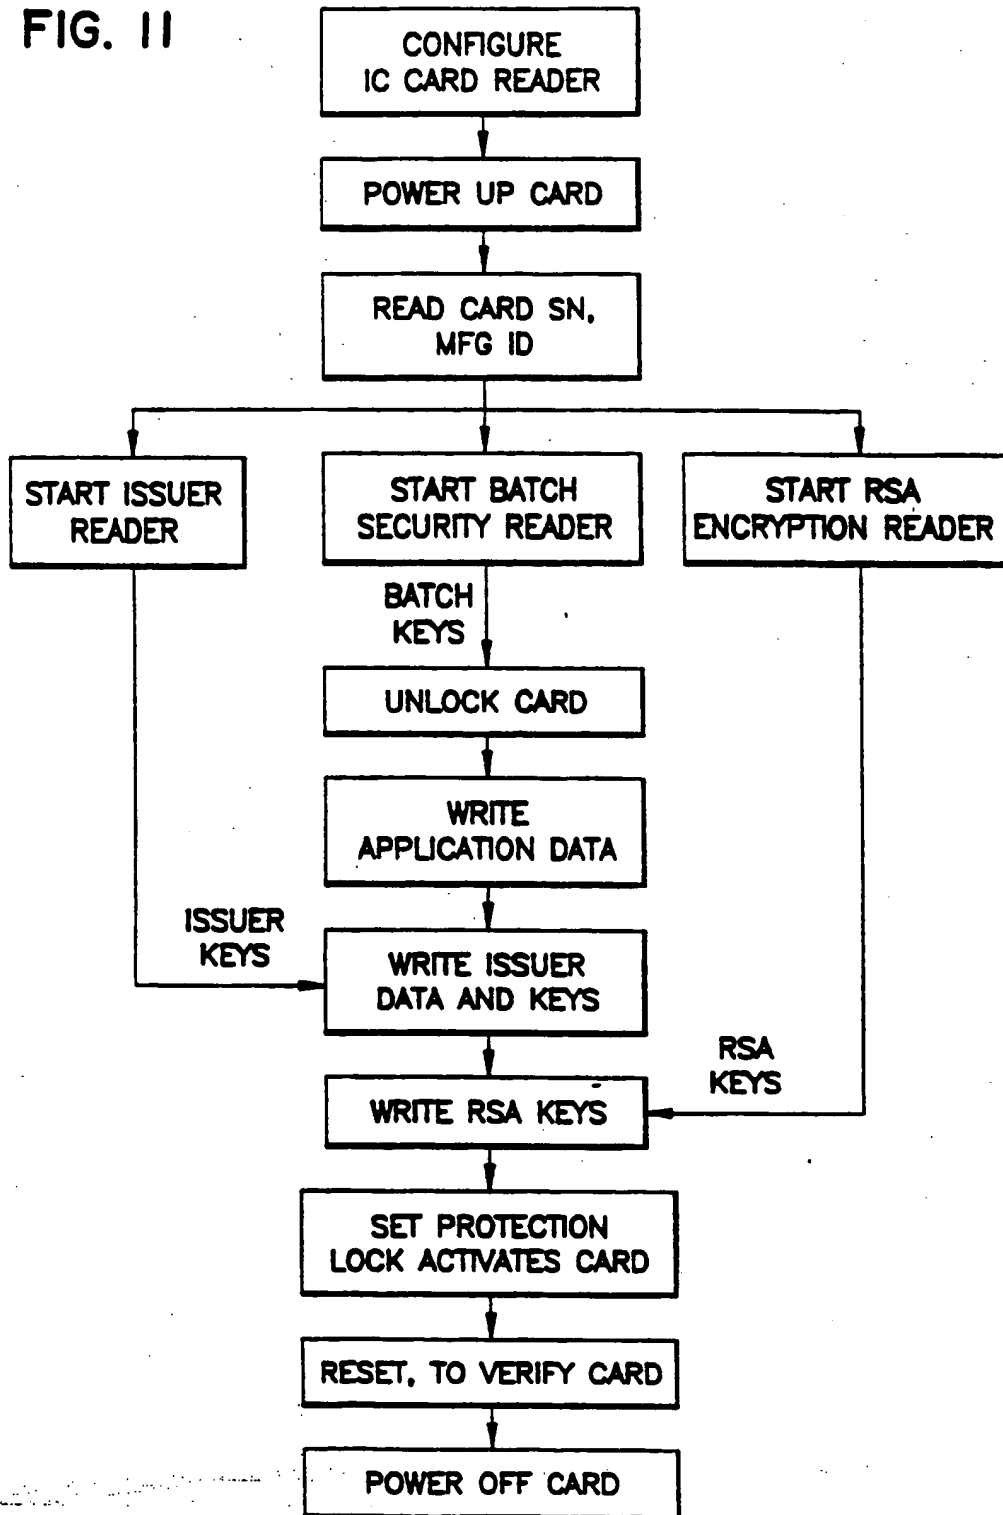 FIG. 11
CONFIGURE
IC CARD READER
POWER UP CARD
READ CARD SN,
MFG ID
START ISSUER
READER
START BATCH
SECURITY READER
START RSA
ENCRYPTION READER
BATCH
KEYS
UNLOCK CARD
WRITE
APPLICATION DATA
ISSUER
KEYS
WRITE ISSUER
DATA AND KEYS
RSA
KEYS
WRITE RSA KEYS
SET PROTECTION
LOCK ACTIVATES CARD
RESET, TO VERIFY CARD
POWER OFF CARD